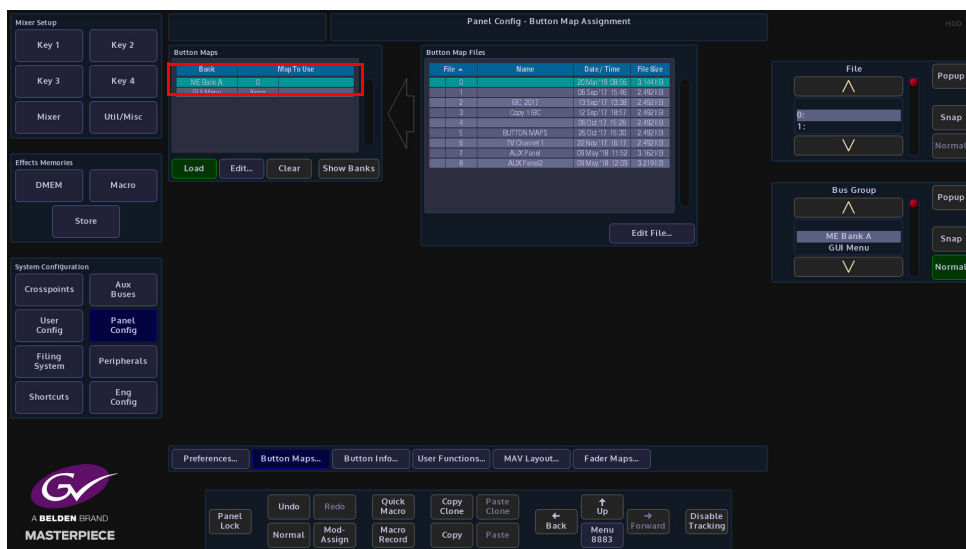 Mixer Setup
Key 1
Key 2
Key 3
Key 4
Mixer
Util/Misc
Effects Memories
DMEM
Macro
Store
System Configuration
Crosspoints
Aux
Buses
User
Config
Panel
Config
Filing
System
Peripherals
Shortcuts
Eng
Config
GV
A BELDEN BRAND
MASTERPIECE
Panel Config - Button Map Assignment
HDD
Button Maps
Bank Map To Use
ME Bank A 0
GUI Menu None
Load
Edit...
Clear
Show Banks
Button Map Files
File Name Date/Time File Size
0 20 Mar '19 08:56 3.144 KB
1 06 Sep '17 15:46 2.492 KB
2 IBC 2017 13 Sep '17 13:38 2.492 KB
3 Copy 1 IBC 12 Sep '17 18:57 2.492 KB
4 06 Oct '17 15:26 2.492 KB
5 BUTTON MAPS 26 Oct '17 15:30 2.492 KB
6 TV Channel 1 22 Nov '17 16:17 2.492 KB
7 AUX Panel 09 May '18 11:52 3.162 KB
8 AUX Panel2 09 May '18 12:09 3.219 KB
Edit File...
File
0:
1:
Popup
Snap
Normal
Bus Group
ME Bank A
GUI Menu
Popup
Snap
Normal
Preferences...
Button Maps...
Button Info...
User Functions...
MAV Layout...
Fader Maps...
Panel
Lock
Undo
Redo
Normal
Mod-
Assign
Quick
Macro
Macro
Record
Copy
Clone
Paste
Clone
Copy
Paste
Back
Up
Menu
8883
Forward
Disable
Tracking